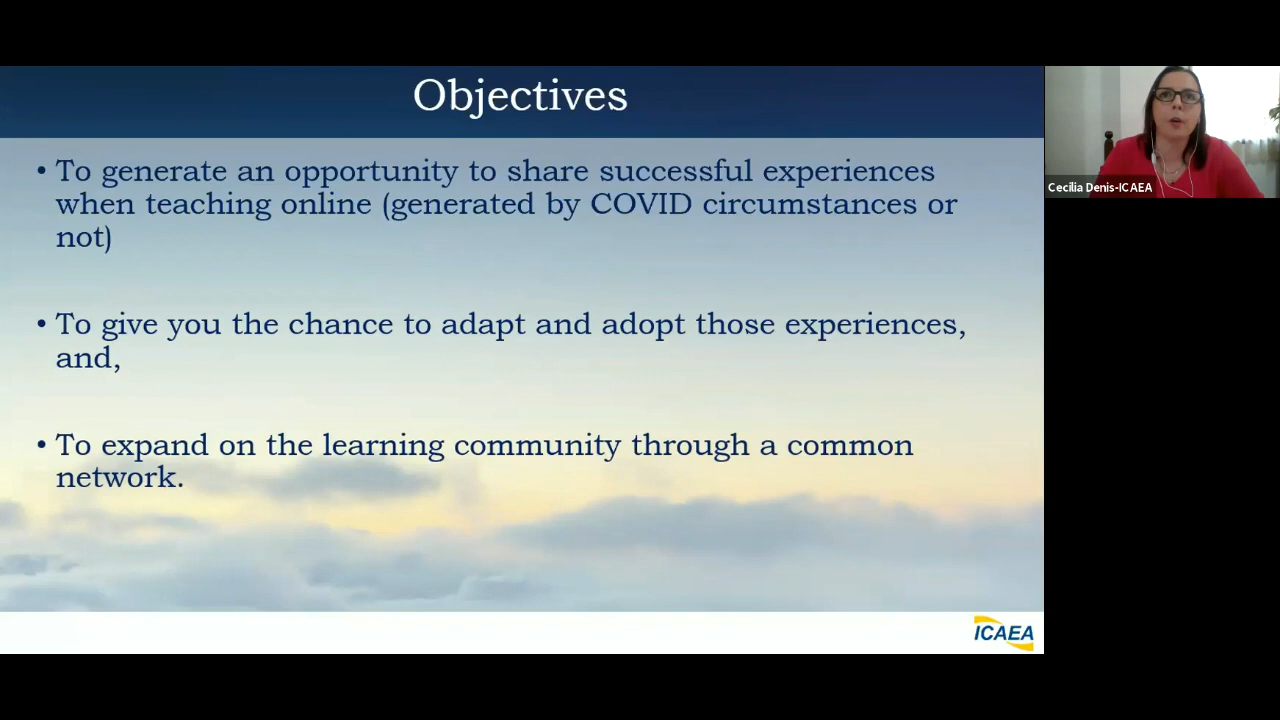 Objectives
• To generate an opportunity to share successful experiences
when teaching online (generated by COVID circumstances or
not)
• To give you the chance to adapt and adopt those experiences,
and,
• To expand on the learning community through a common
network.
ICAEA
Cecilia Denis-ICAEA